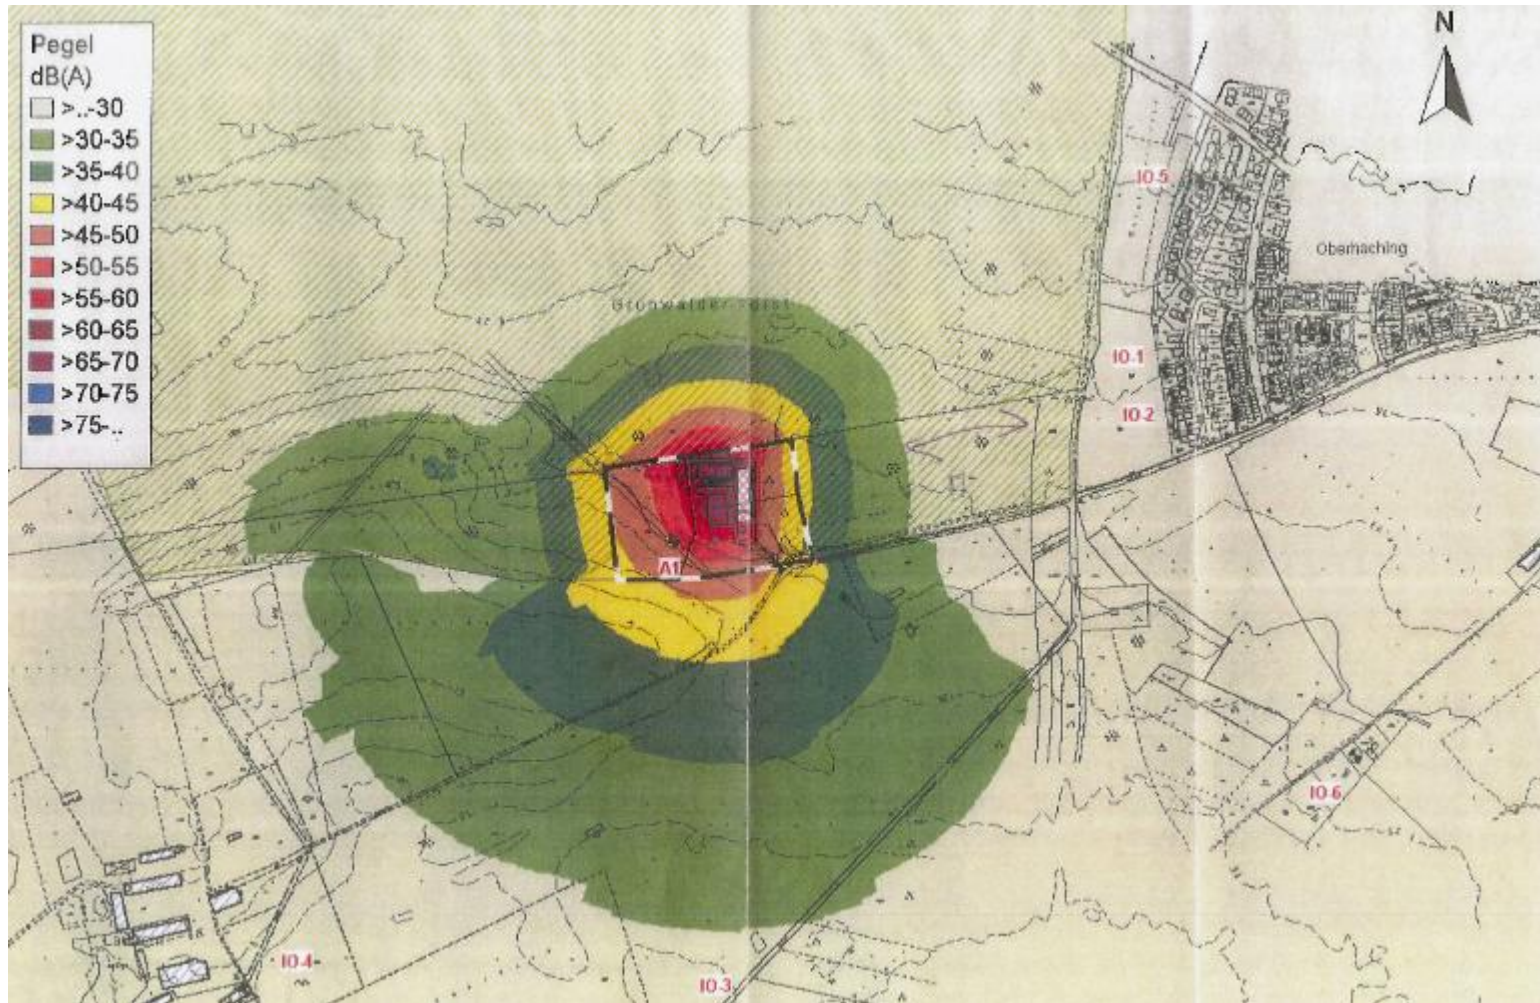 Pegel
dB(A)
>..-30
>30-35
>35-40
>40-45
>45-50
>50-55
>55-60
>60-65
>65-70
>70-75
>75-..
N
IO-5
Oberhaching
Grünwalder
IO-1
IO-2
A1
IO-6
IO-4
IO-3